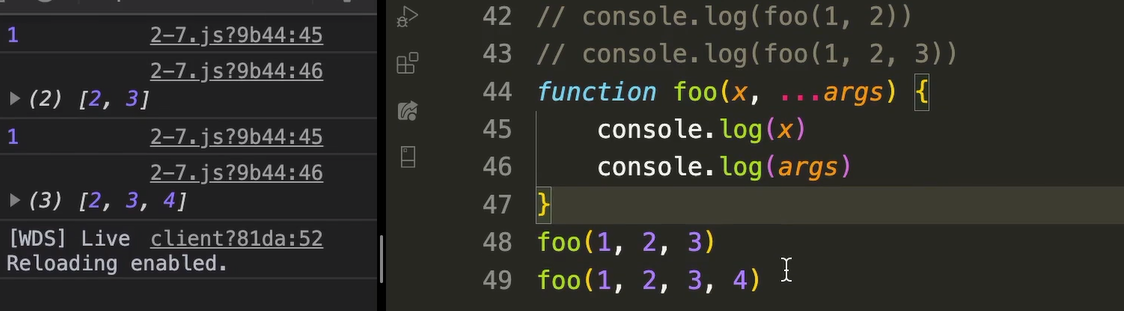 1 2-7.js?9b44:45
2-7.js?9b44:46
(2) [2, 3]
1 2-7.js?9b44:45
2-7.js?9b44:46
(3) [2, 3, 4]
[WDS] Live client?81da:52
Reloading enabled.
42 // console.log(foo(1, 2))
43 // console.log(foo(1, 2, 3))
44 function foo(x, ...args) {
45 console.log(x)
46 console.log(args)
47 }
48 foo(1, 2, 3)
49 foo(1, 2, 3, 4)